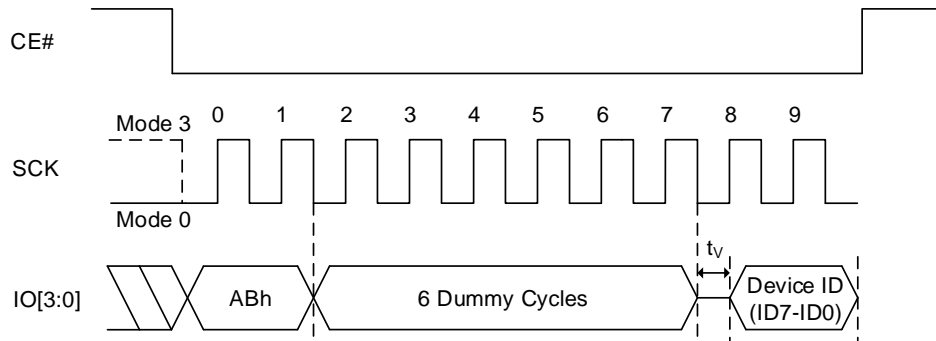 CE#
0 1 2 3 4 5 6 7 8 9
Mode 3
SCK
Mode 0
tV
IO[3:0]
ABh
6 Dummy Cycles
Device ID
(ID7-ID0)